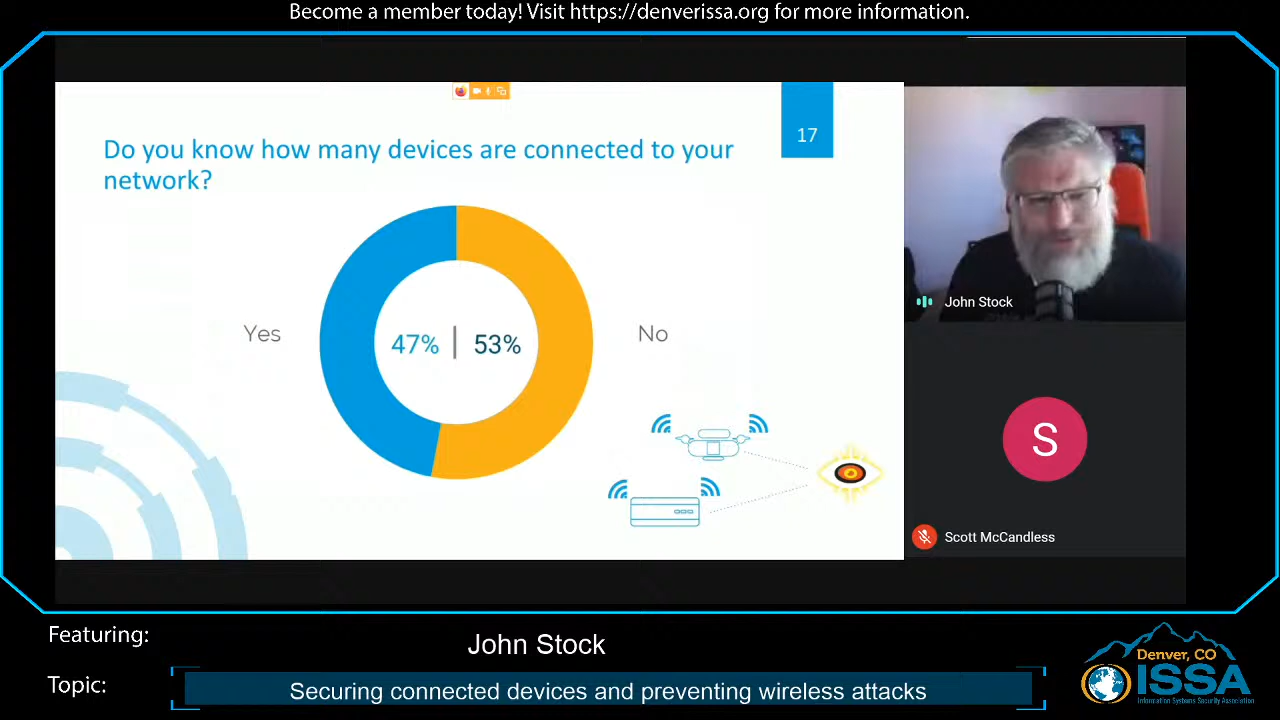 Become a member today! Visit https://denverissa.org for more information.
17
Do you know how many devices are connected to your
network?
Yes
47% | 53%
No
John Stock
S
Scott McCandless
Featuring:
John Stock
Topic:
Securing connected devices and preventing wireless attacks
Denver, CO
ISSA
Information Systems Security Association